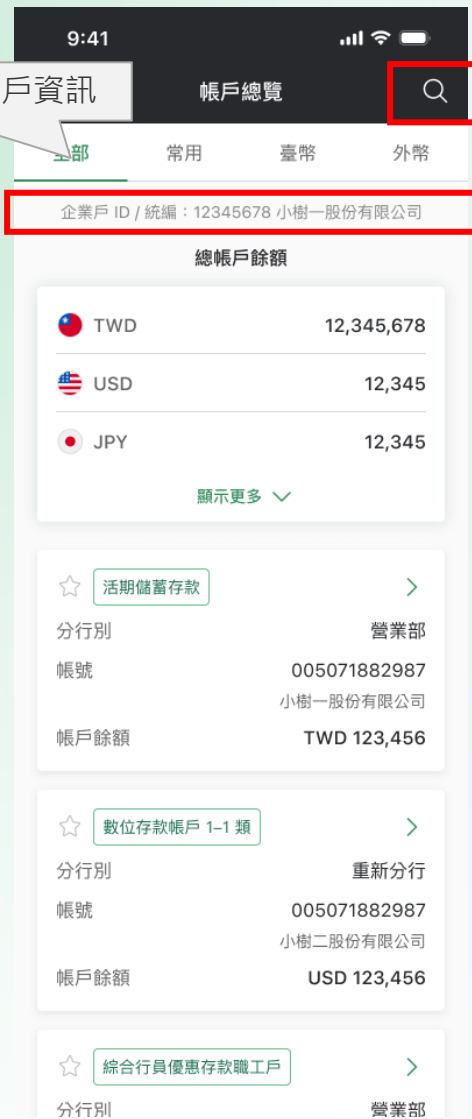 9:41
戶資訊
帳戶總覽
全部 常用 臺幣 外幣
企業戶 ID / 統編：12345678 小樹一股份有限公司
總帳戶餘額
TWD 12,345,678
USD 12,345
JPY 12,345
顯示更多
活期儲蓄存款
分行別 營業部
帳號 005071882987
小樹一股份有限公司
帳戶餘額 TWD 123,456
數位存款帳戶 1–1 類
分行別 重新分行
帳號 005071882987
小樹二股份有限公司
帳戶餘額 USD 123,456
綜合行員優惠存款職工戶
分行別 營業部